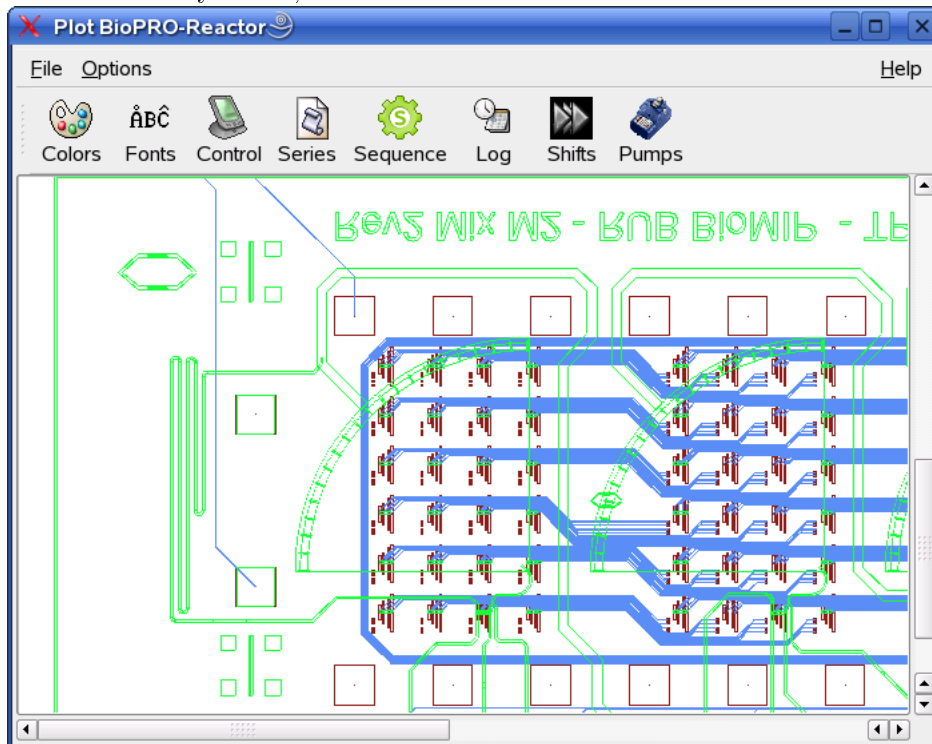 Plot BioPRO-Reactor
File Options Help
ÅBĈ
S
Colors Fonts Control Series Sequence Log Shifts Pumps
Rev2 Mix M2 - RUB BioMIP - TP